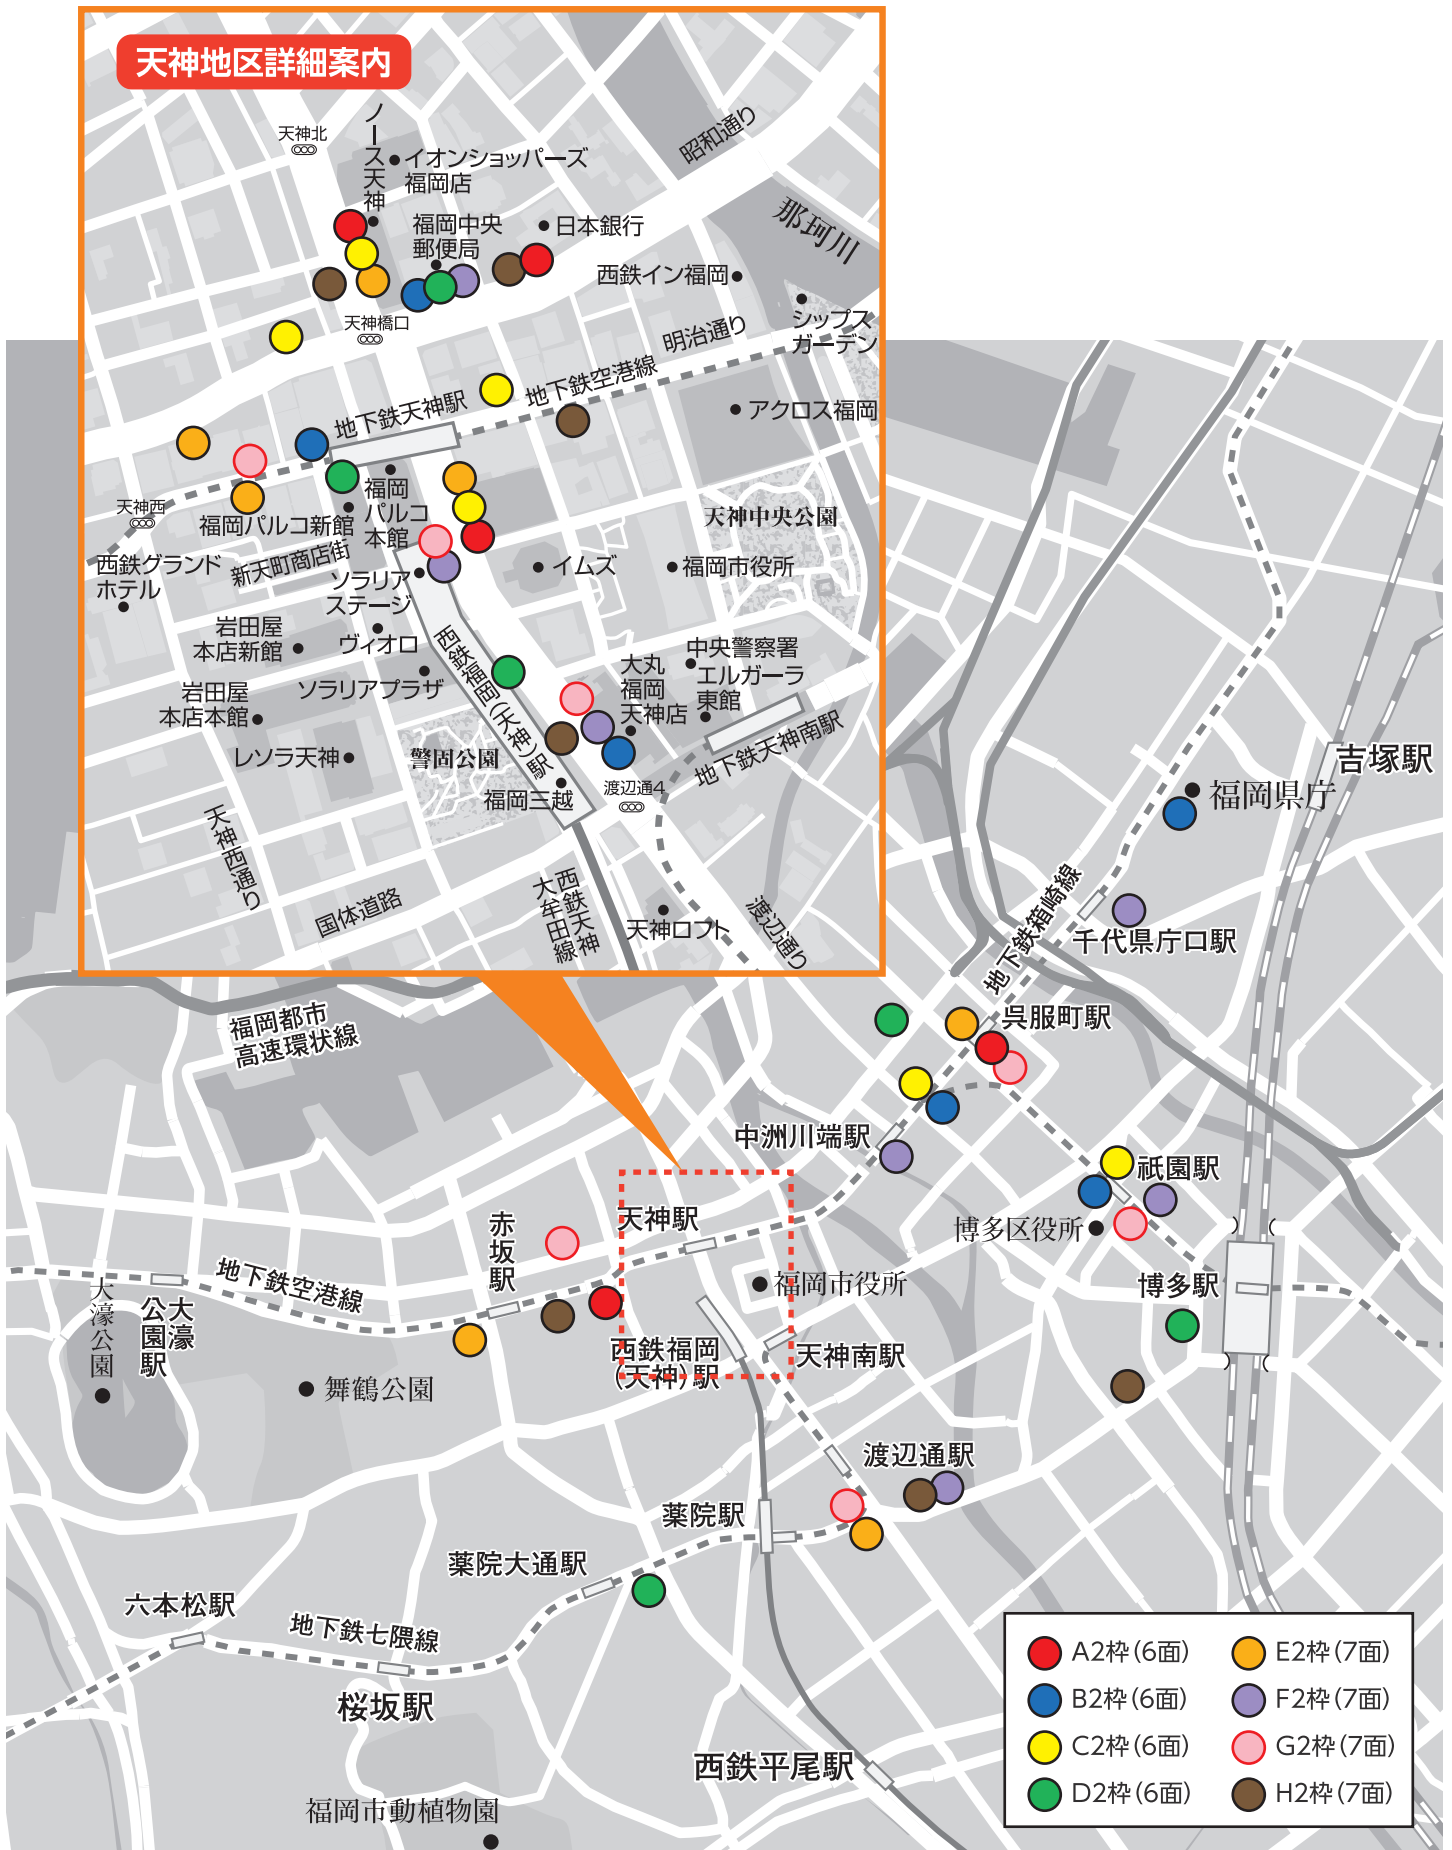 天神地区詳細案内
天神北
ノース天神
イオンショッパーズ
福岡店
昭和通り
福岡中央
郵便局
日本銀行
那珂川
西鉄イン福岡
天神橋口
シップス
ガーデン
明治通り
地下鉄空港線
地下鉄天神駅
アクロス福岡
天神西
福岡パルコ新館
福岡
パルコ
本館
天神中央公園
西鉄グランド
ホテル
新天町商店街
ソラリア
ステージ
イムズ
福岡市役所
岩田屋
本店新館
ヴィオロ
西鉄福岡(天神)駅
大丸
福岡
天神店
中央警察署
エルガーラ
東館
岩田屋
本店本館
ソラリアプラザ
レソラ天神
警固公園
地下鉄天神南駅
福岡三越
渡辺通4
天神西通り
国体道路
西鉄天神
大牟田線
天神ロフト
渡辺通り
吉塚駅
福岡県庁
地下鉄箱崎線
千代県庁口駅
福岡都市
高速環状線
呉服町駅
中洲川端駅
祇園駅
博多区役所
赤坂駅
天神駅
地下鉄空港線
大濠公園
大濠
公園駅
福岡市役所
博多駅
西鉄福岡
(天神)駅
天神南駅
舞鶴公園
渡辺通駅
薬院駅
薬院大通駅
六本松駅
地下鉄七隈線
桜坂駅
西鉄平尾駅
福岡市動植物園
A2枠(6面)
B2枠(6面)
C2枠(6面)
D2枠(6面)
E2枠(7面)
F2枠(7面)
G2枠(7面)
H2枠(7面)